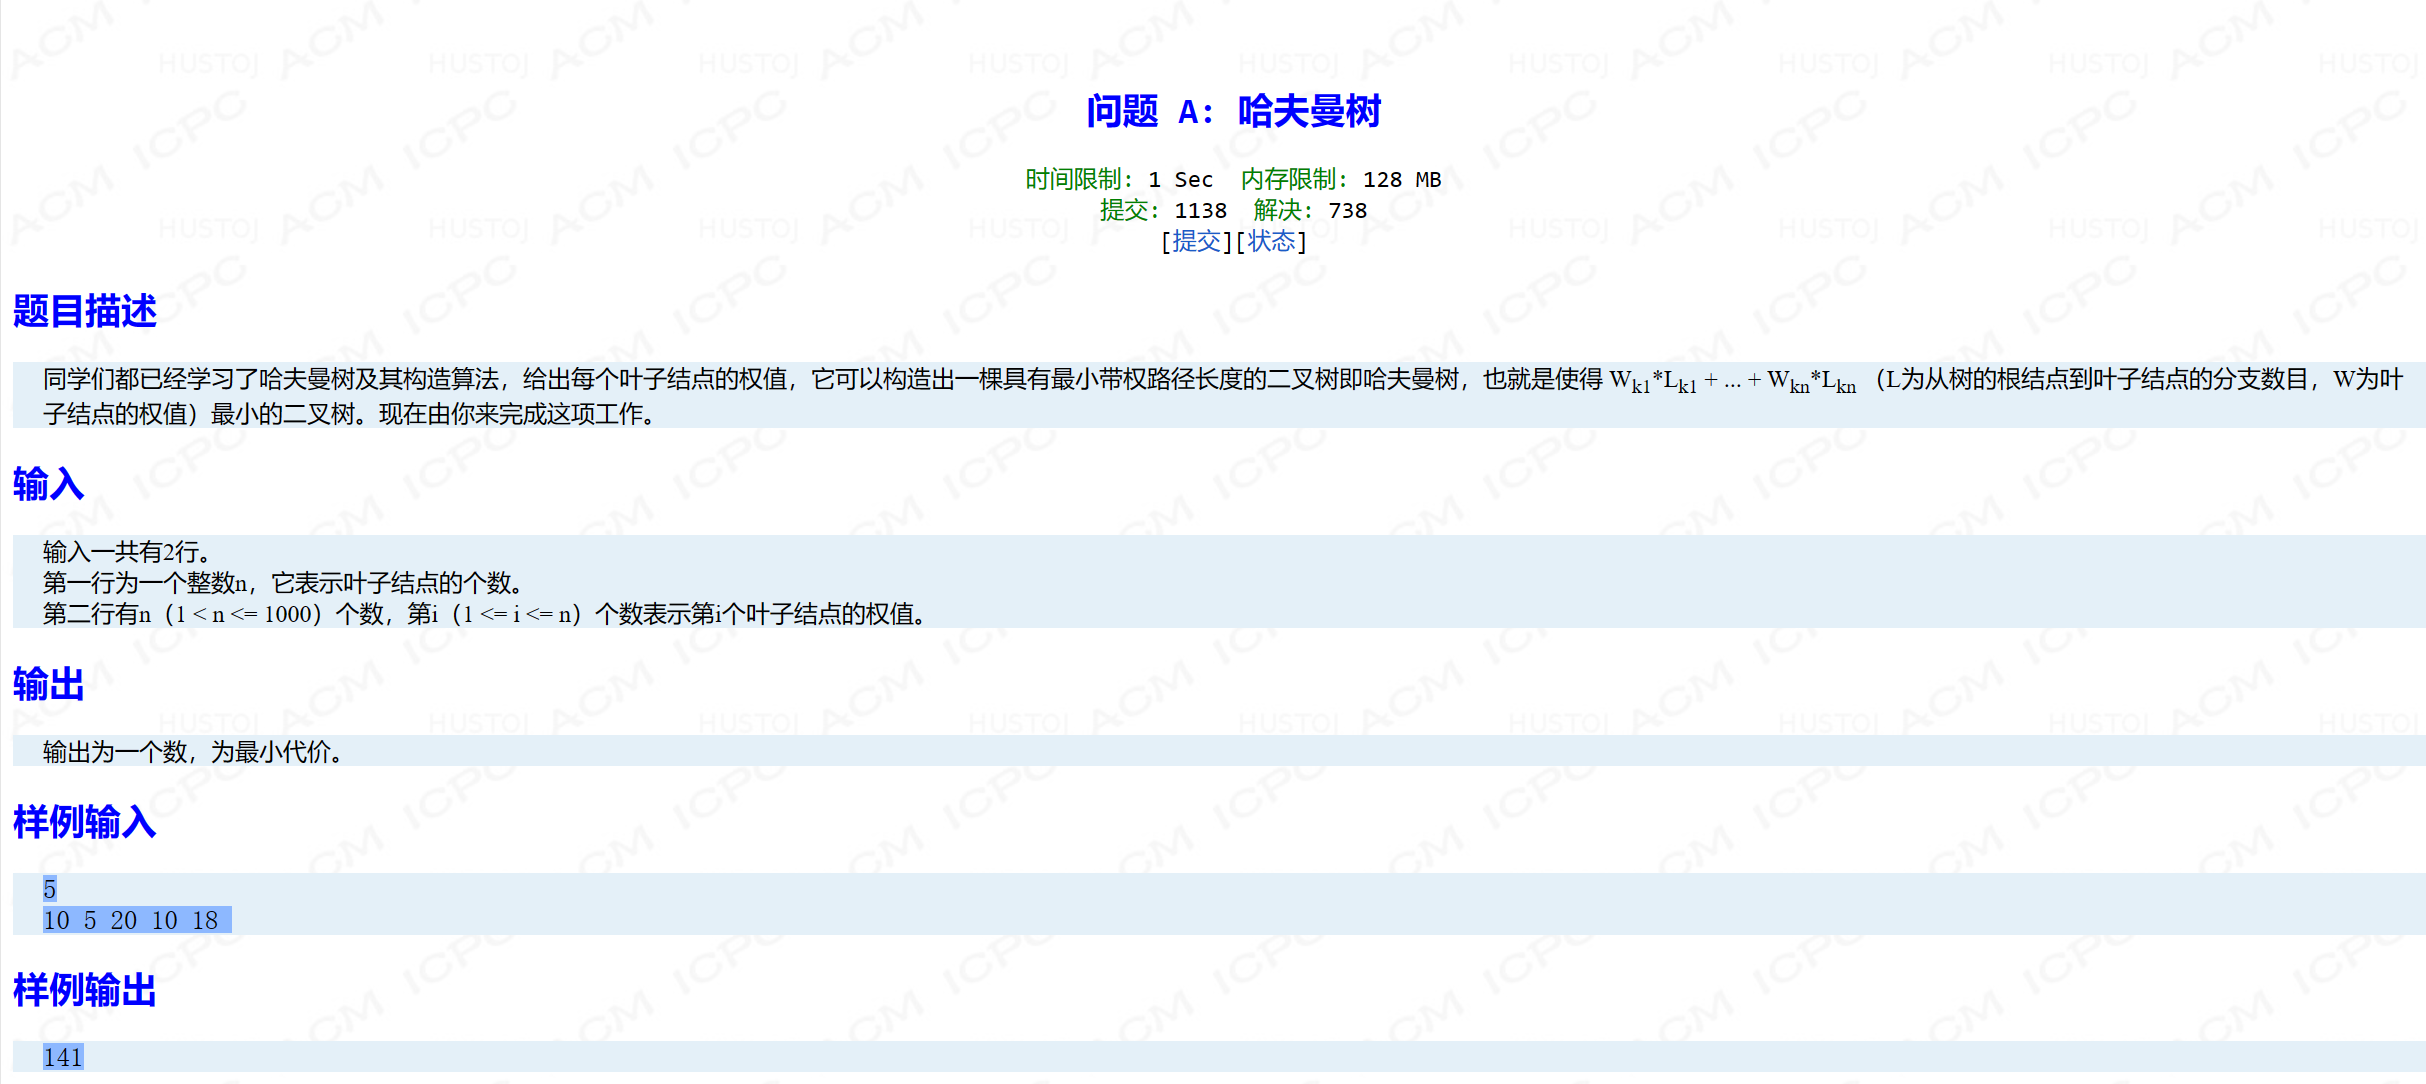 问题 A: 哈夫曼树
时间限制: 1 Sec 内存限制: 128 MB
提交: 1138 解决: 738
[提交][状态]
题目描述
同学们都已经学习了哈夫曼树及其构造算法，给出每个叶子结点的权值，它可以构造出一棵具有最小带权路径长度的二叉树即哈夫曼树，也就是使得 Wk1*Lk1 + ... + Wkn*Lkn （L为从树的根结点到叶子结点的分支数目，W为叶
子结点的权值）最小的二叉树。现在由你来完成这项工作。
输入
输入一共有2行。
第一行为一个整数n，它表示叶子结点的个数。
第二行有n（1 < n <= 1000）个数，第i（1 <= i <= n）个数表示第i个叶子结点的权值。
输出
输出为一个数，为最小代价。
样例输入
5
10 5 20 10 18
样例输出
141
ACM ICPC
HUSTOJ